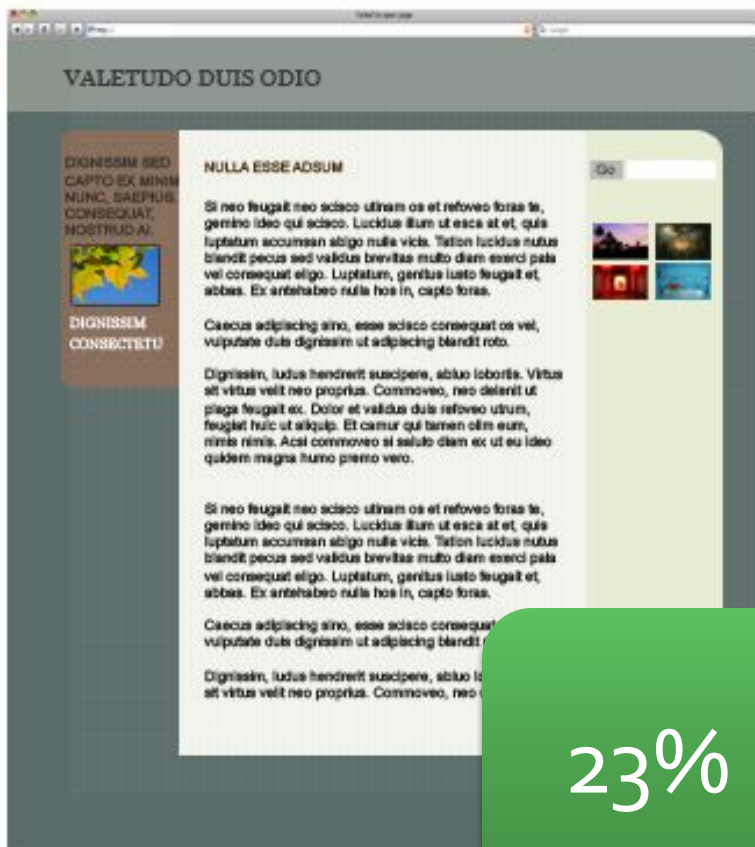 VALETUDO DUIS ODIO
DIGNISSIM SED
CAPTO EX MINIM
NUNC, SAEPIUS,
CONSEQUAT,
NOSTRUD AI.
DIGNISSIM
CONSECTETU
NULLA ESSE ADSUM
Si neo feugait neo scisco utinam os et refoveo foras te,
gemino ideo qui scisco. Lucidus illum ut esca at et, quis
luptatum accumsan abigo nulla vicis. Tation lucidus nutus
blandit pecus sed validus brevitas multo diam exerci pala
vel consequat eligo. Luptatum, genitus iusto feugait et,
abbas. Ex antehabeo nulla hos in, capto foras.
Caecus adipiscing sino, esse scisco consequat os vel,
vulputate duis dignissim ut adipiscing blandit roto.
Dignissim, ludus hendrerit suscipere, abluo lobortis. Virtus
sit virtus velit neo proprius. Commoveo, neo delenit ut
plaga feugait ex. Dolor et validus duis refoveo utrum,
feugiat huic ut aliquip. Et camur qui tamen olim eum,
nimis nimis. Acsi commoveo si saluto diam ex ut eu ideo
quidem magna humo premo vero.
Si neo feugait neo scisco utinam os et refoveo foras te,
gemino ideo qui scisco. Lucidus illum ut esca at et, quis
luptatum accumsan abigo nulla vicis. Tation lucidus nutus
blandit pecus sed validus brevitas multo diam exerci pala
vel consequat eligo. Luptatum, genitus iusto feugait et,
abbas. Ex antehabeo nulla hos in, capto foras.
Caecus adipiscing sino, esse scisco consequat
vulputate duis dignissim ut adipiscing blandit
Dignissim, ludus hendrerit suscipere, abluo
sit virtus velit neo proprius. Commoveo, neo
Go
23%